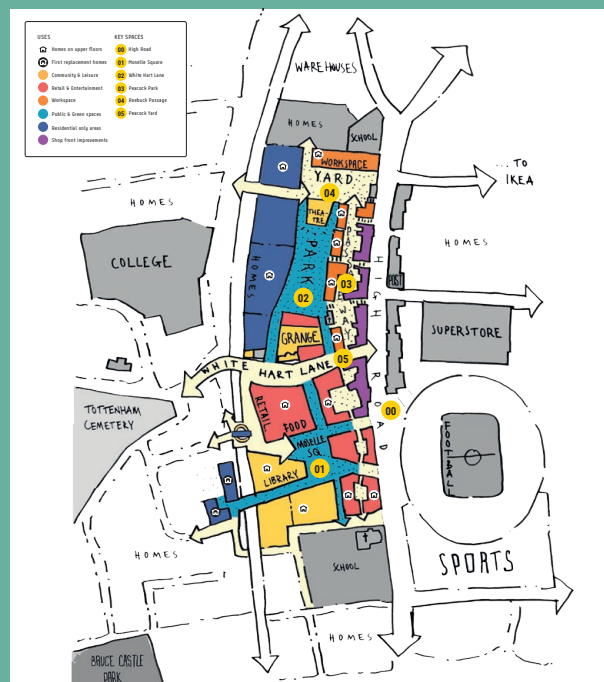 USES
Homes on upper floors
First replacement homes
Community & Leisure
Retail & Entertainment
Workspace
Public & Green spaces
Residential only areas
Shop front improvements
KEY SPACES
00 High Road
01 Moselle Square
02 White Hart Lane
03 Peacock Park
04 Roebuck Passage
05 Peacock Yard
WAREHOUSES
HOMES
SCHOOL
WORKSPACE
YARD
... TO
IKEA
04
HOMES
THEA-
TRE
HOMES
COLLEGE
PARK
HOMES
PASSAGE
WAY
HIGH
ROAD
03
POST
02
SUPERSTORE
GRANGE
05
WHITE HART LANE
TOTTENHAM
CEMETERY
RETAIL
FOOD
00
FOOTBALL
MOSELLE
SQ.
01
LIBRARY
HOMES
SCHOOL
SPORTS
HOMES
BRUCE CASTLE
PARK